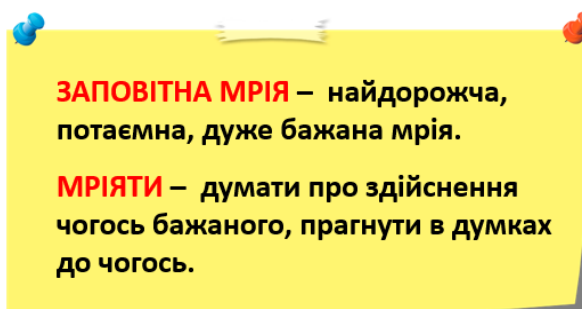 ЗАПОВІТНА МРІЯ – найдорожча,
потаємна, дуже бажана мрія.
МРІЯТИ – думати про здійснення
чогось бажаного, прагнути в думках
до чогось.